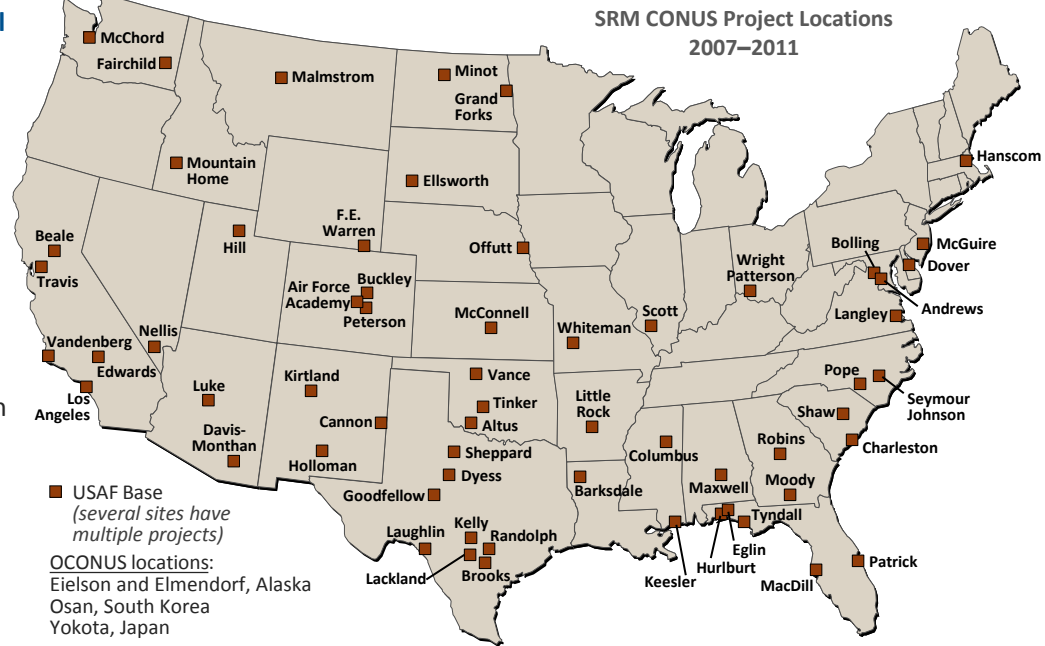 SRM CONUS Project Locations
2007–2011
McChord
Fairchild
Malmstrom
Minot
Grand
Forks
Mountain
Home
Ellsworth
Hanscom
Beale
Travis
Hill
F.E.
Warren
Offutt
Wright
Patterson
Bolling
McGuire
Dover
Andrews
Langley
Buckley
Air Force
Academy
Peterson
McConnell
Whiteman
Scott
Nellis
Vandenberg
Edwards
Los
Angeles
Luke
Davis-
Monthan
Kirtland
Cannon
Holloman
Vance
Tinker
Altus
Little
Rock
Pope
Seymour
Johnson
Shaw
Charleston
Sheppard
Dyess
Goodfellow
Barksdale
Columbus
Maxwell
Robins
Moody
Tyndall
Eglin
Hurlburt
Keesler
Laughlin
Kelly
Randolph
Lackland
Brooks
MacDill
Patrick
USAF Base
(several sites have
multiple projects)
OCONUS locations:
Eielson and Elmendorf, Alaska
Osan, South Korea
Yokota, Japan